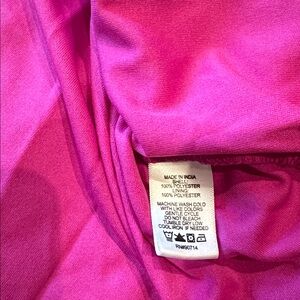 MADE IN INDIA
SHELL:
100% POLYESTER
LINING:
100% POLYESTER
MACHINE WASH COLD
WITH LIKE COLORS
GENTLE CYCLE
DO NOT BLEACH
TUMBLE DRY LOW
COOL IRON IF NEEDED
RN#90714